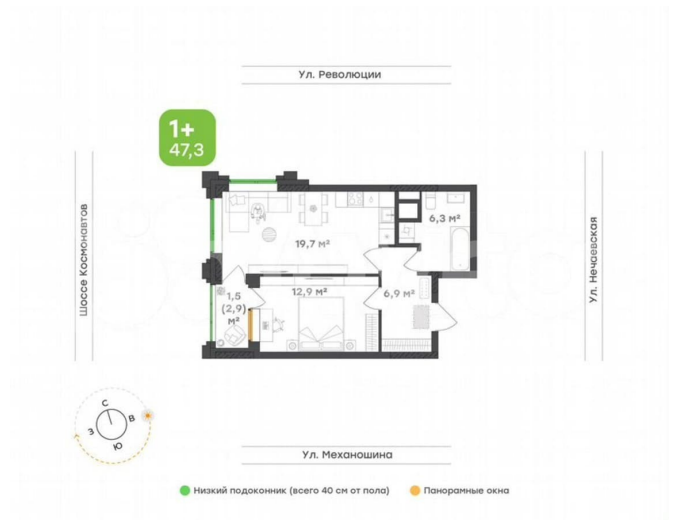 Ул. Революции
1+
47,3
Шоссе Космонавтов
Ул. Нечаевская
6,3 м²
19,7 м²
1,5
(2,9)
м²
12,9 м²
6,9 м²
С
В
З
Ю
Ул. Механошина
Низкий подоконник (всего 40 см от пола)
Панорамные окна